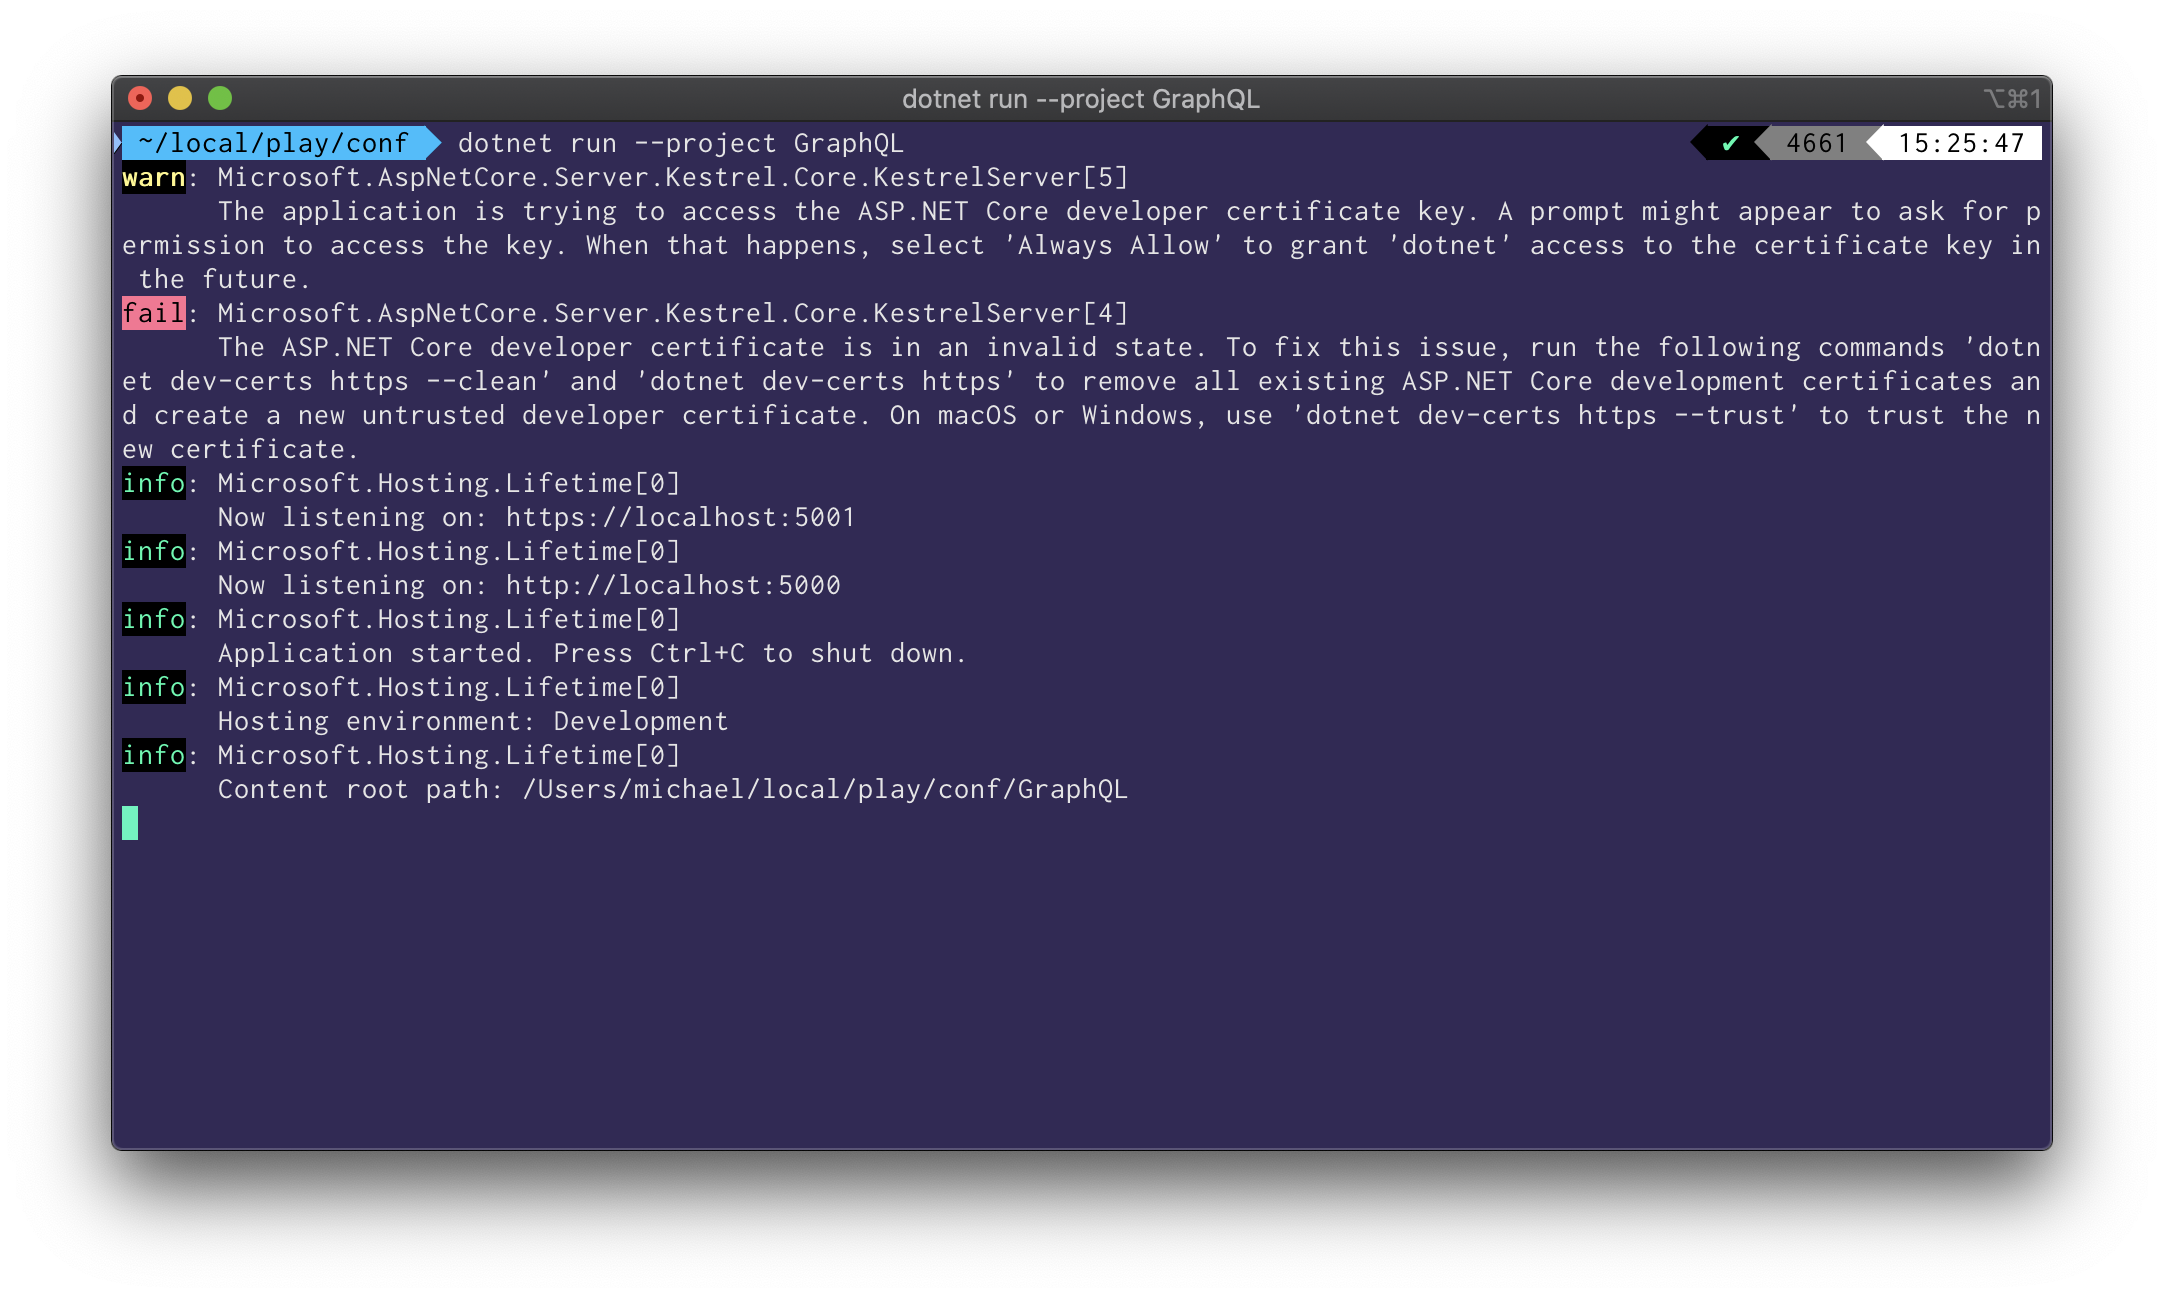 dotnet run --project GraphQL ⌥⌘1
~/local/play/conf dotnet run --project GraphQL ✔ 4661 15:25:47
warn: Microsoft.AspNetCore.Server.Kestrel.Core.KestrelServer[5]
The application is trying to access the ASP.NET Core developer certificate key. A prompt might appear to ask for p
ermission to access the key. When that happens, select 'Always Allow' to grant 'dotnet' access to the certificate key in
the future.
fail: Microsoft.AspNetCore.Server.Kestrel.Core.KestrelServer[4]
The ASP.NET Core developer certificate is in an invalid state. To fix this issue, run the following commands 'dotn
et dev-certs https --clean' and 'dotnet dev-certs https' to remove all existing ASP.NET Core development certificates an
d create a new untrusted developer certificate. On macOS or Windows, use 'dotnet dev-certs https --trust' to trust the n
ew certificate.
info: Microsoft.Hosting.Lifetime[0]
Now listening on: https://localhost:5001
info: Microsoft.Hosting.Lifetime[0]
Now listening on: http://localhost:5000
info: Microsoft.Hosting.Lifetime[0]
Application started. Press Ctrl+C to shut down.
info: Microsoft.Hosting.Lifetime[0]
Hosting environment: Development
info: Microsoft.Hosting.Lifetime[0]
Content root path: /Users/michael/local/play/conf/GraphQL